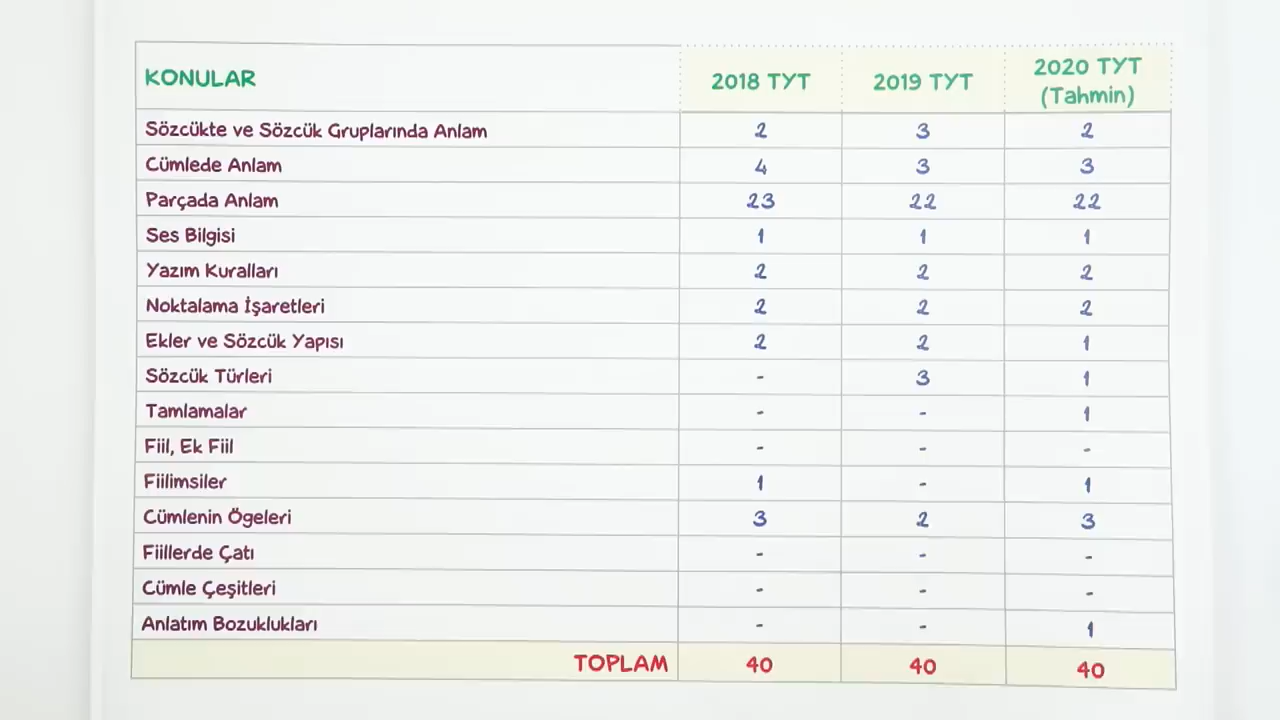 KONULAR 2018 TYT 2019 TYT 2020 TYT (Tahmin)
Sözcükte ve Sözcük Gruplarında Anlam 2 3 2
Cümlede Anlam 4 3 3
Parçada Anlam 23 22 22
Ses Bilgisi 1 1 1
Yazım Kuralları 2 2 2
Noktalama İşaretleri 2 2 2
Ekler ve Sözcük Yapısı 2 2 1
Sözcük Türleri - 3 1
Tamlamalar - - 1
Fiil, Ek Fiil - - -
Fiilimsiler 1 - 1
Cümlenin Ögeleri 3 2 3
Fiillerde Çatı - - -
Cümle Çeşitleri - - -
Anlatım Bozuklukları - - 1
TOPLAM 40 40 40